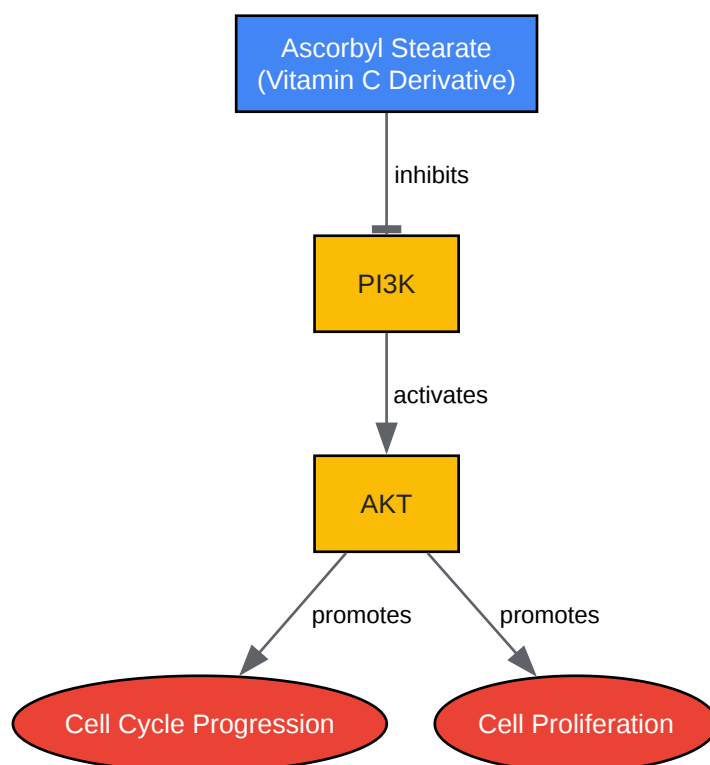 Ascorbyl Stearate
(Vitamin C Derivative)
inhibits
PI3K
activates
AKT
promotes
promotes
Cell Cycle Progression
Cell Proliferation